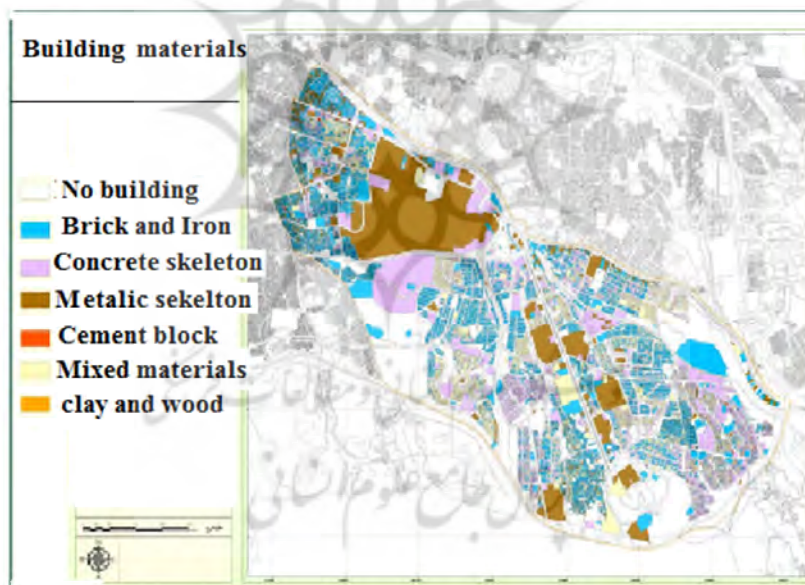 Building materials
No building
Brick and Iron
Concrete skeleton
Metalic sekelton
Cement block
Mixed materials
clay and wood